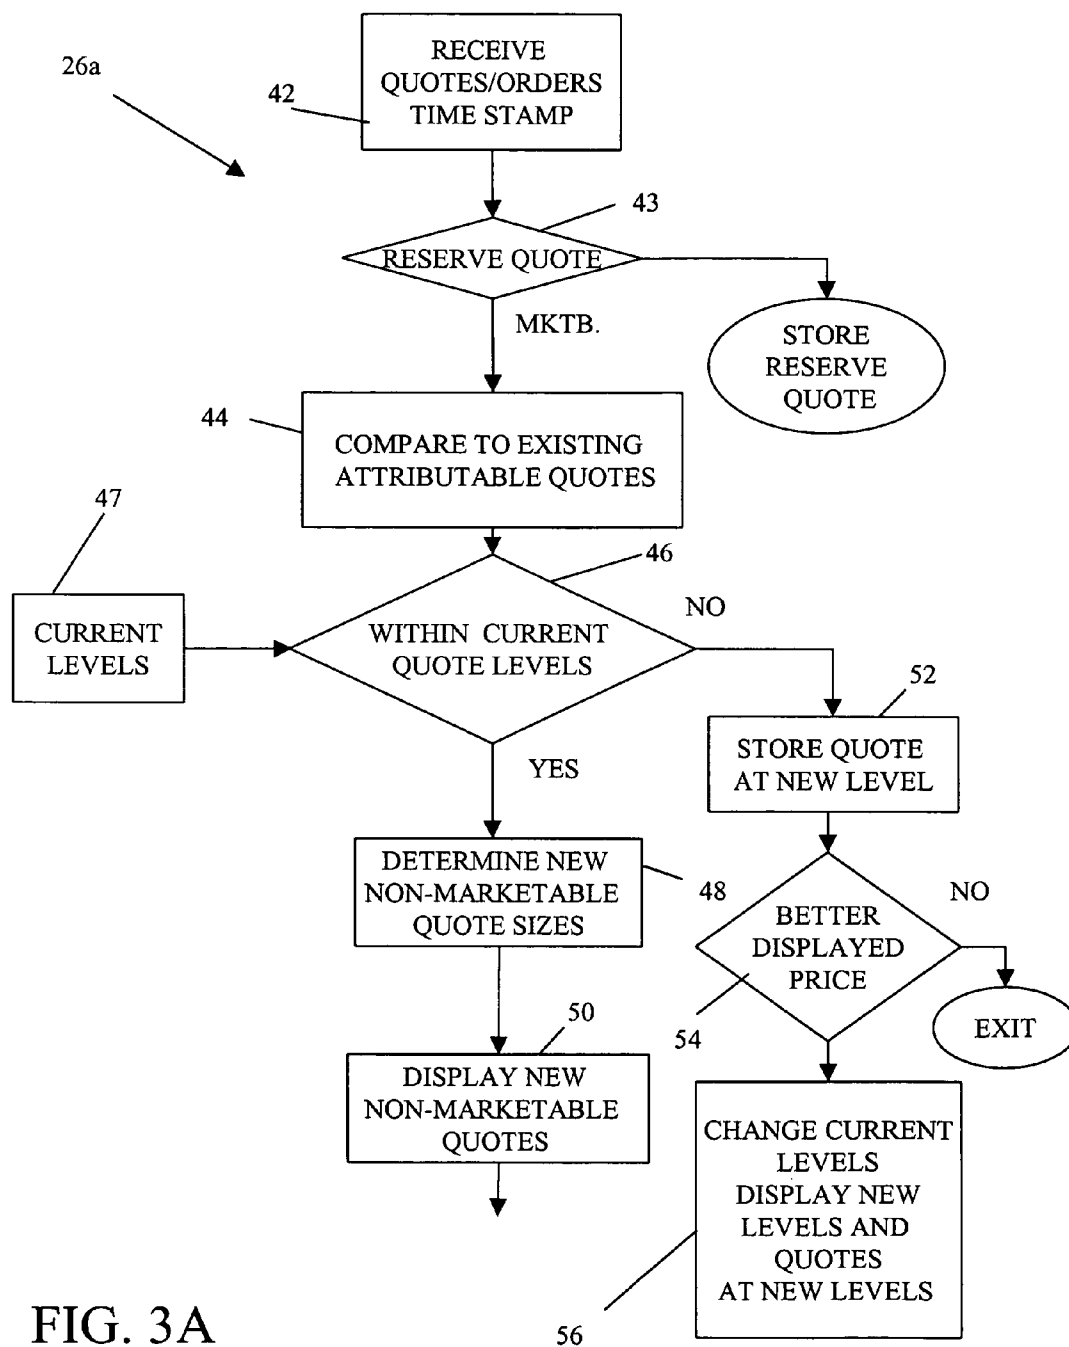 RECEIVE
QUOTES/ORDERS
TIME STAMP
26a
42
43
RESERVE QUOTE
MKTB.
STORE
RESERVE
QUOTE
44
COMPARE TO EXISTING
ATTRIBUTABLE QUOTES
47
46
CURRENT
LEVELS
WITHIN CURRENT
QUOTE LEVELS
NO
52
STORE QUOTE
AT NEW LEVEL
YES
DETERMINE NEW
NON-MARKETABLE
QUOTE SIZES
48
BETTER
DISPLAYED
PRICE
NO
54
EXIT
50
DISPLAY NEW
NON-MARKETABLE
QUOTES
CHANGE CURRENT
LEVELS
DISPLAY NEW
LEVELS AND
QUOTES
AT NEW LEVELS
56
FIG. 3A